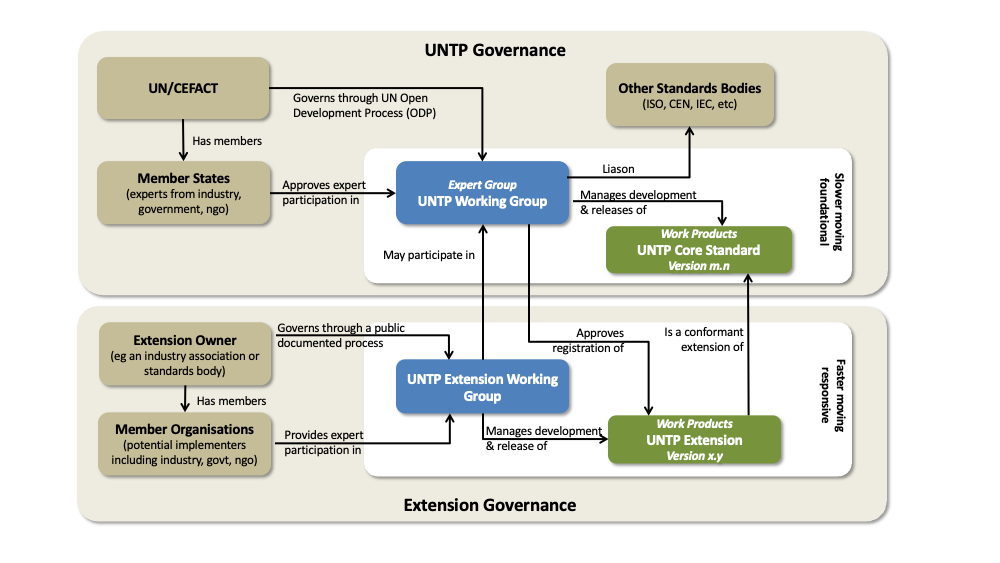 UNTP Governance
UN/CEFACT
Governs through UN Open
Development Process (ODP)
Other Standards Bodies
(ISO, CEN, IEC, etc)
Has members
Member States
(experts from industry,
government, ngo)
Approves expert
participation in
Expert Group
UNTP Working Group
Liason
Manages development
& releases of
Work Products
UNTP Core Standard
Version m.n
Slower moving
foundational
May participate in
Extension Owner
(eg an industry association or
standards body)
Governs through a public
documented process
Approves
registration of
Is a conformant
extension of
UNTP Extension Working
Group
Faster moving
responsive
Has members
Member Organisations
(potential implementers
including industry, govt, ngo)
Provides expert
participation in
Manages development
& release of
Work Products
UNTP Extension
Version x.y
Extension Governance